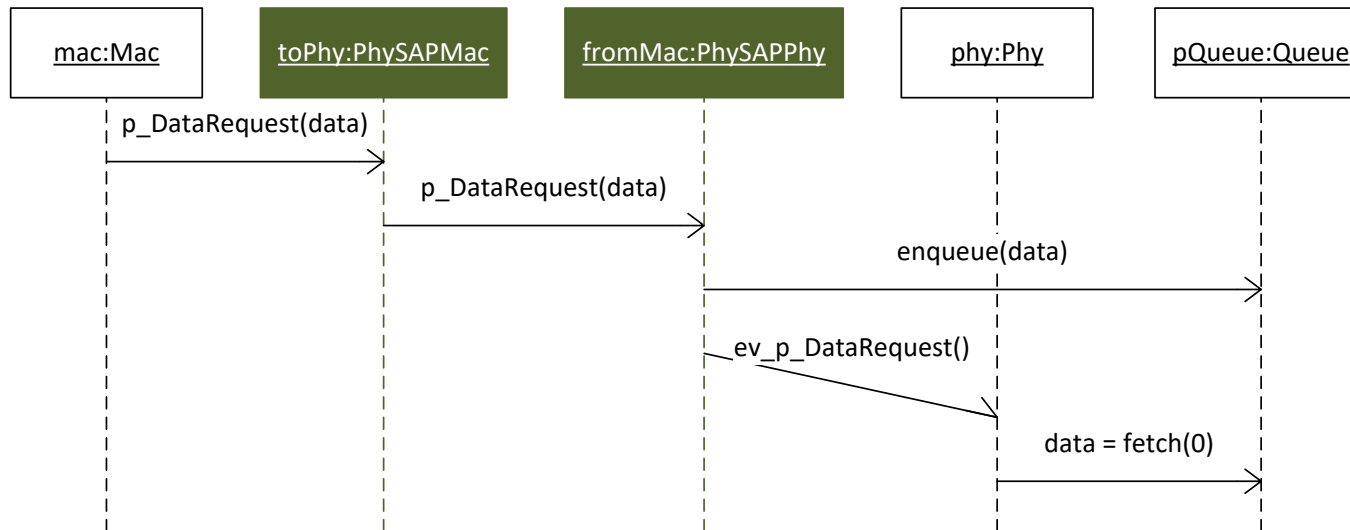 mac:Mac
toPhy:PhySAPMac
fromMac:PhySAPPhy
phy:Phy
pQueue:Queue
p_DataRequest(data)
p_DataRequest(data)
enqueue(data)
ev_p_DataRequest()
data = fetch(0)